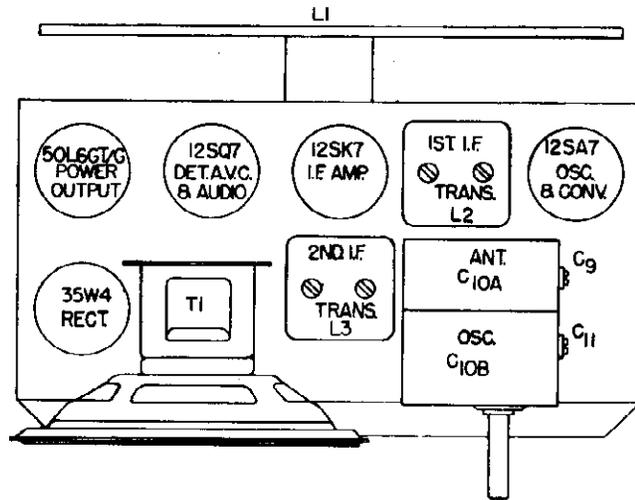 L1
50L6GT/G
POWER
OUTPUT
12SQ7
DET.A.V.C.
& AUDIO
12SK7
I.F. AMP.
1ST I.F.
TRANS.
L2
12SA7
OSC.
& CONV.
35W4
RECT.
T1
2ND. I.F.
TRANS.
L3
ANT.
C10A
C9
OSC.
C10B
C11